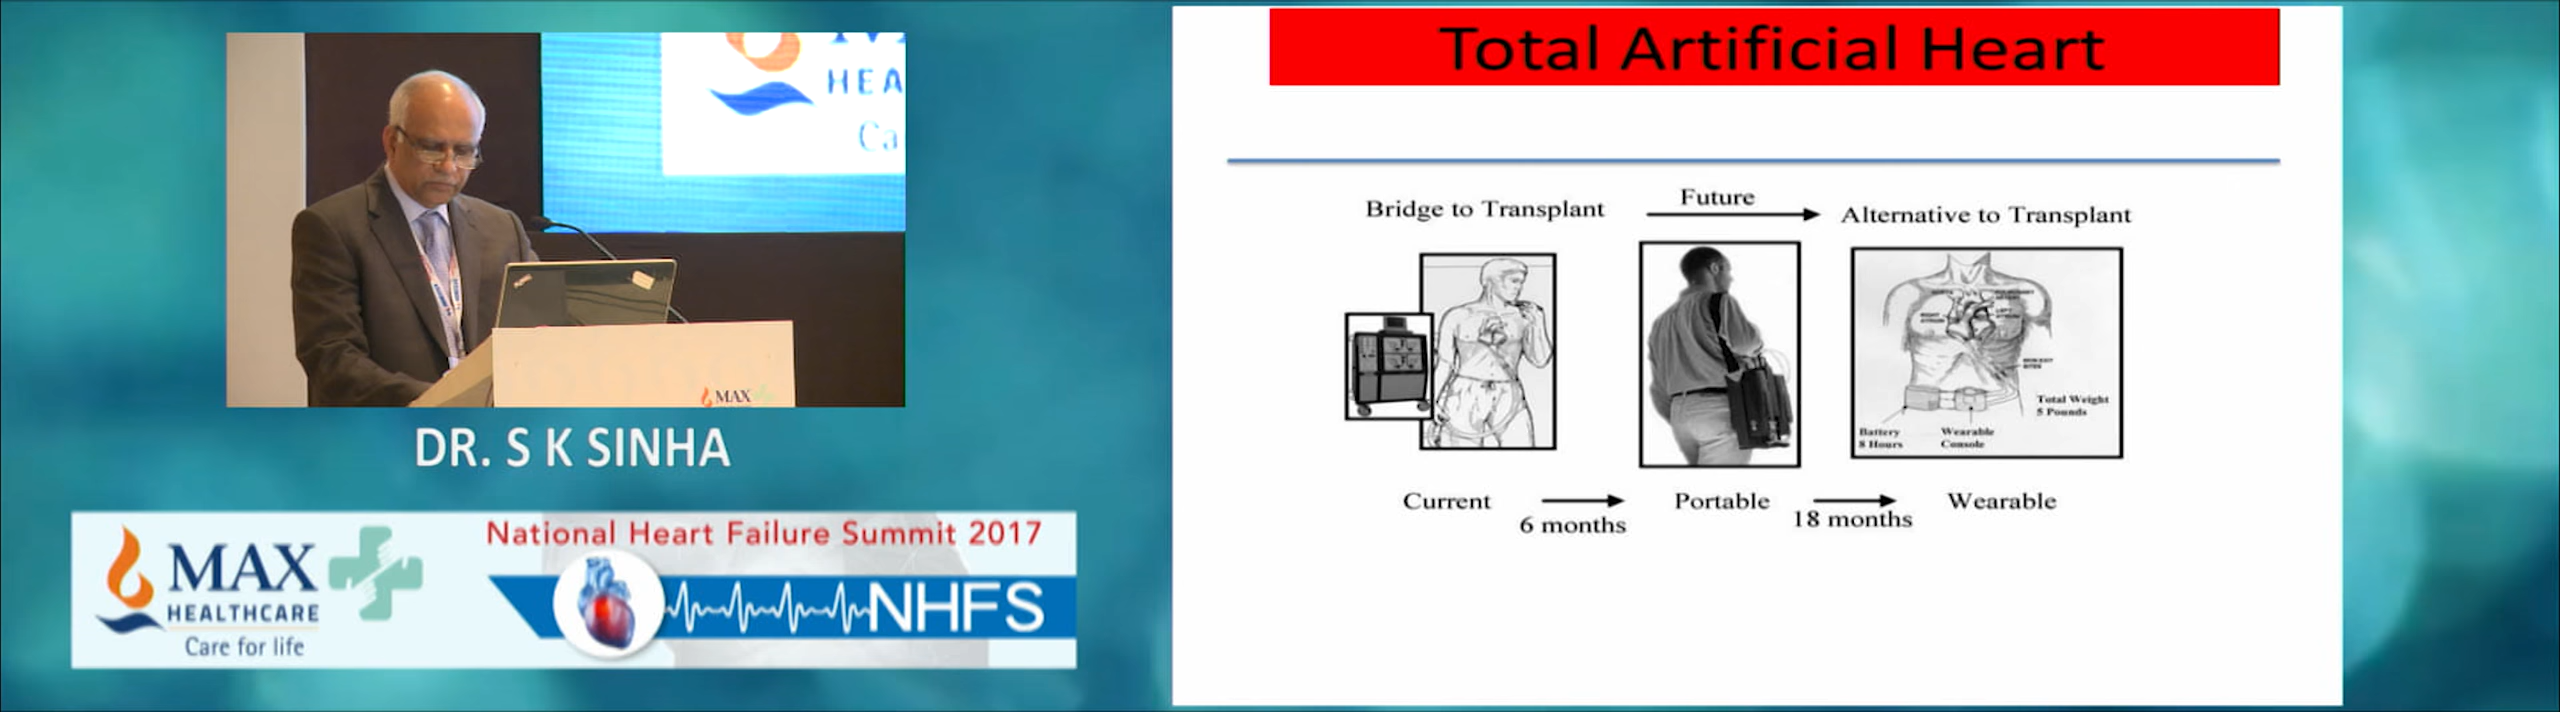 HEA
Ca
MAX
DR. S K SINHA
MAX
HEALTHCARE
Care for life
National Heart Failure Summit 2017
NHFS
Total Artificial Heart
Bridge to Transplant
Future
Alternative to Transplant
Total Weight
5 Pounds
Battery
8 Hours
Wearable
Console
Current
6 months
Portable
18 months
Wearable